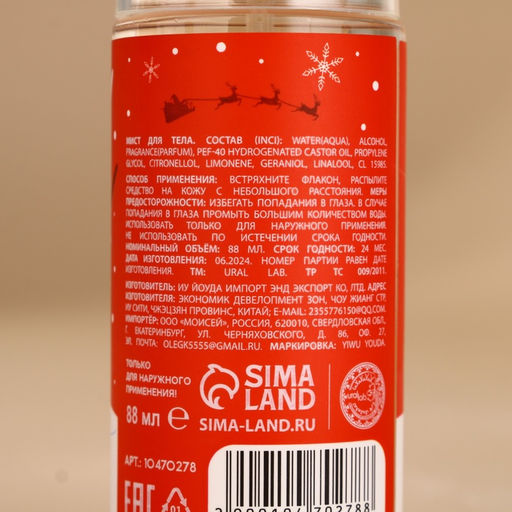 МИСТ ДЛЯ ТЕЛА. СОСТАВ (INCI): WATER(AQUA), ALCOHOL,
FRAGRANCE(PARFUM), PEF-40 HYDROGENATED CASTOR OIL, PROPYLENE
GLYCOL, CITRONELLOL, LIMONENE, GERANIOL, LINALOOL, CL 15985.
СПОСОБ ПРИМЕНЕНИЯ: ВСТРЯХНИТЕ ФЛАКОН, РАСПЫЛИТЕ
СРЕДСТВО НА КОЖУ С НЕБОЛЬШОГО РАССТОЯНИЯ. МЕРЫ
ПРЕДОСТОРОЖНОСТИ: ИЗБЕГАТЬ ПОПАДАНИЯ В ГЛАЗА. В СЛУЧАЕ
ПОПАДАНИЯ В ГЛАЗА ПРОМЫТЬ БОЛЬШИМ КОЛИЧЕСТВОМ ВОДЫ.
ИСПОЛЬЗОВАТЬ ТОЛЬКО ДЛЯ НАРУЖНОГО ПРИМЕНЕНИЯ.
НЕ ИСПОЛЬЗОВАТЬ ПО ИСТЕЧЕНИИ СРОКА ГОДНОСТИ.
НОМИНАЛЬНЫЙ ОБЪЁМ: 88 МЛ. СРОК ГОДНОСТИ: 24 МЕС.
ДАТА ИЗГОТОВЛЕНИЯ: 06.2024. НОМЕР ПАРТИИ РАВЕН ДАТЕ
ИЗГОТОВЛЕНИЯ. TM: URAL LAB. ТР ТС 009/2011.
ИЗГОТОВИТЕЛЬ: ИУ ЙОУДА ИМПОРТ ЭНД ЭКСПОРТ КО, ЛТД. АДРЕС
ИЗГОТОВИТЕЛЯ: ЭКОНОМИК ДЕВЕЛОПМЕНТ ЗОН, ЧОУ ЖИАНГ СТР,
ИУ СИТИ, ЧЖЭЦЗЯН ПРОВИНС, КИТАЙ; E-MAIL: 2355776150@QQ.COM
ИМПОРТЁР: ООО «МОИСЕЙ», РОССИЯ, 620010, СВЕРДЛОВСКАЯ ОБЛ.,
Г. ЕКАТЕРИНБУРГ, УЛ. ЧЕРНЯХОВСКОГО, Д. 86, ОФ. 27,
ЭЛ. ПОЧТА: OLEGKS555@GMAIL.RU. МАРКИРОВКА: YIWU YOUDA.
ТОЛЬКО
ДЛЯ НАРУЖНОГО
ПРИМЕНЕНИЯ!
88 МЛ e
SIMA
LAND
SIMA-LAND.RU
АРТ.: 10470278
EAC
01